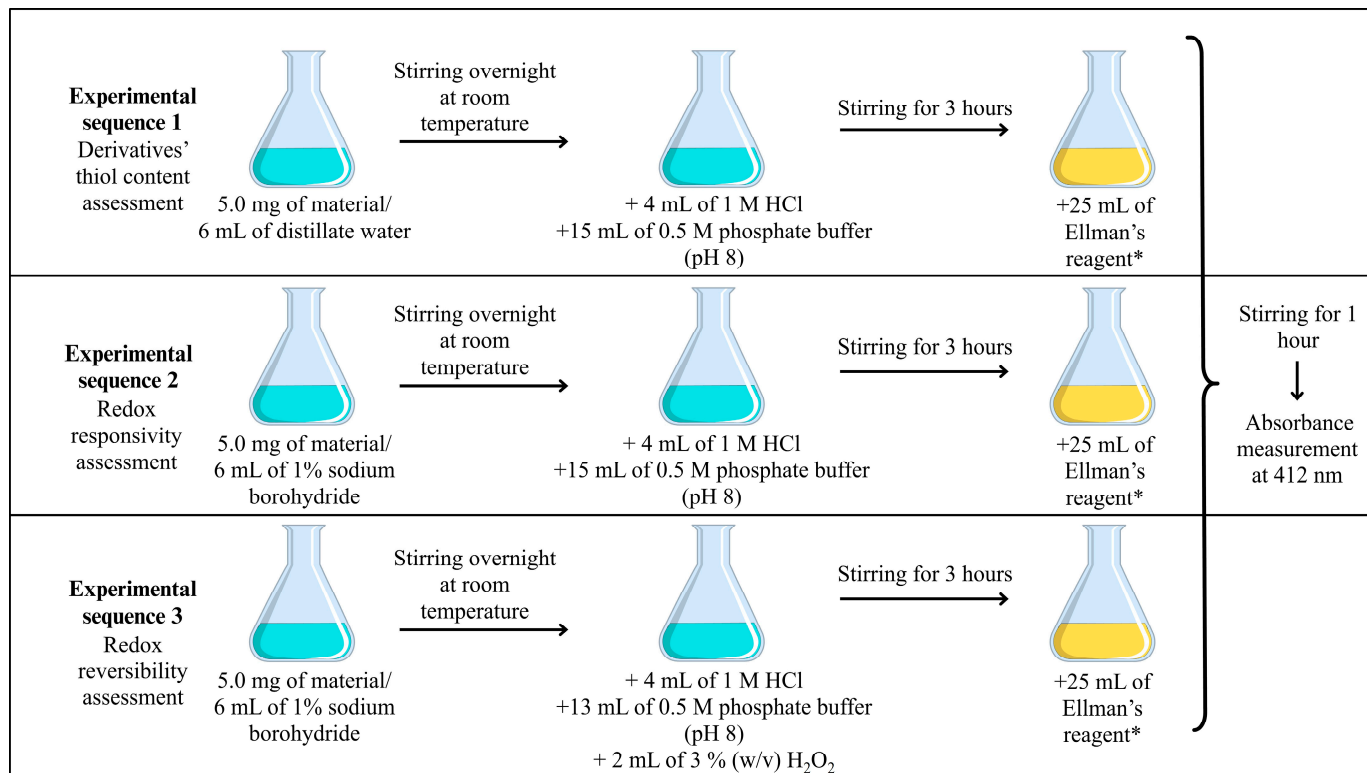 Experimental
sequence 1
Derivatives'
thiol content
assessment
5.0 mg of material/
6 mL of distillate water
Stirring overnight
at room
temperature
+ 4 mL of 1 M HCl
+15 mL of 0.5 M phosphate buffer
(pH 8)
Stirring for 3 hours
+25 mL of
Ellman's
reagent*
Experimental
sequence 2
Redox
responsivity
assessment
5.0 mg of material/
6 mL of 1% sodium
borohydride
Stirring overnight
at room
temperature
+ 4 mL of 1 M HCl
+15 mL of 0.5 M phosphate buffer
(pH 8)
Stirring for 3 hours
+25 mL of
Ellman's
reagent*
Experimental
sequence 3
Redox
reversibility
assessment
5.0 mg of material/
6 mL of 1% sodium
borohydride
Stirring overnight
at room
temperature
+ 4 mL of 1 M HCl
+13 mL of 0.5 M phosphate buffer
(pH 8)
+ 2 mL of 3 % (w/v) H₂O₂
Stirring for 3 hours
+25 mL of
Ellman's
reagent*
Stirring for 1
hour
Absorbance
measurement
at 412 nm